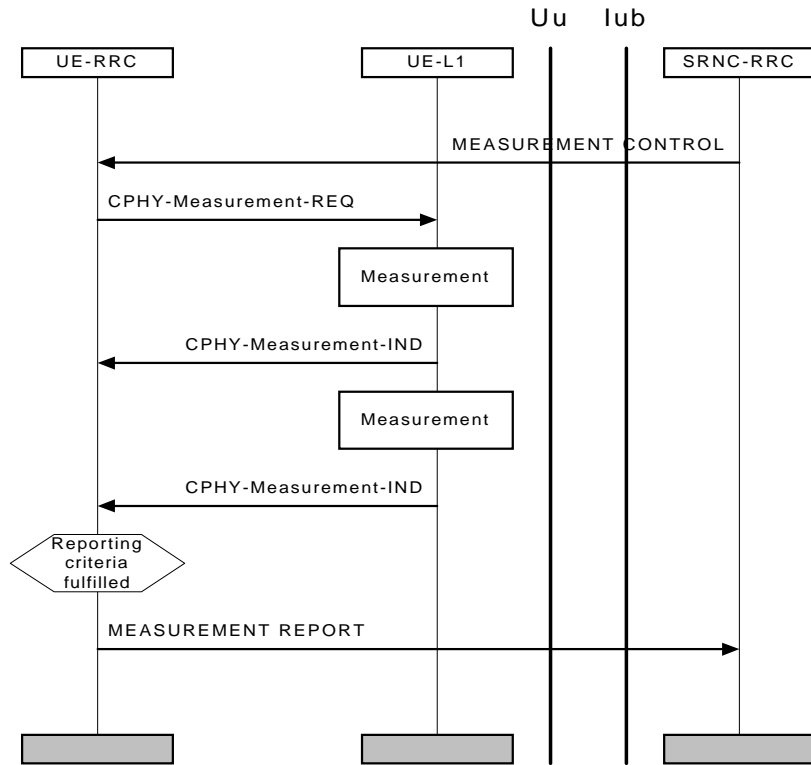 Uu Iub
UE-RRC UE-L1 SRNC-RRC
MEASUREMENT CONTROL
CPHY-Measurement-REQ
Measurement
CPHY-Measurement-IND
Measurement
CPHY-Measurement-IND
Reporting
criteria
fulfilled
MEASUREMENT REPORT